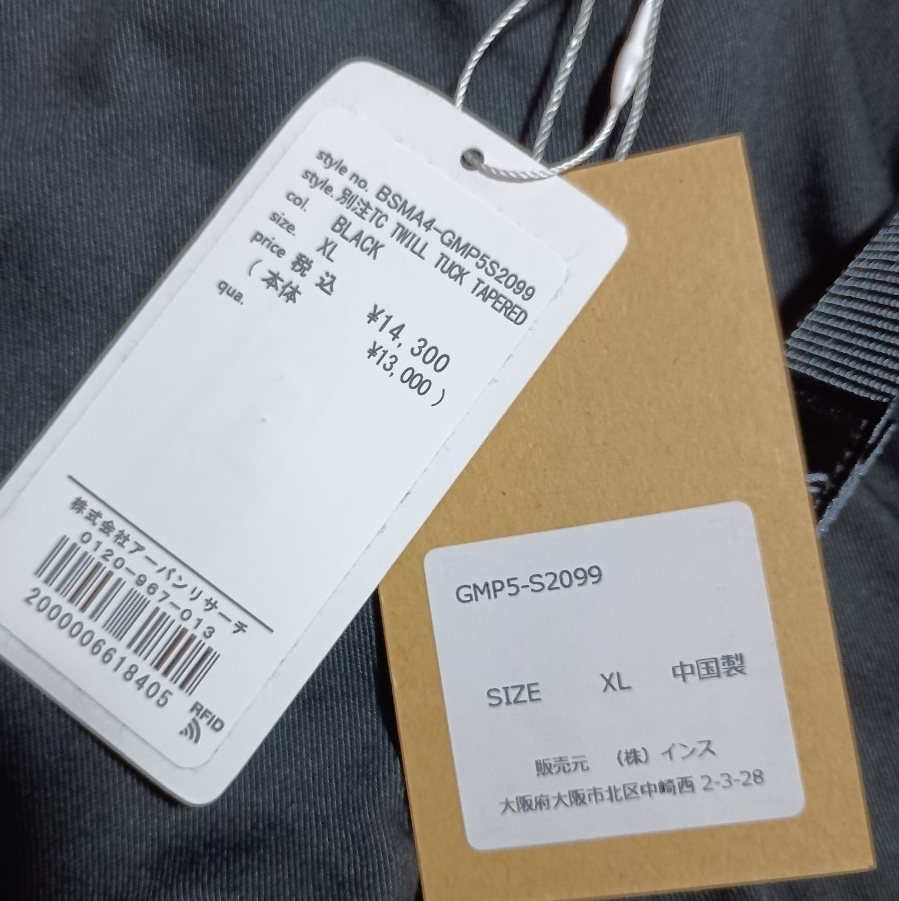 style no. BSMA4-GMP5S2099
style. 別注TC TWILL TUCK TAPERED
col. BLACK
size. XL
price 税込 ¥14,300
(本体 ¥13,000)
qua.
株式会社アーバンリサーチ
0120-967-013
2000006618405
RFID
GMP5-S2099
SIZE XL 中国製
販売元 (株)インス
大阪府大阪市北区中崎西 2-3-28